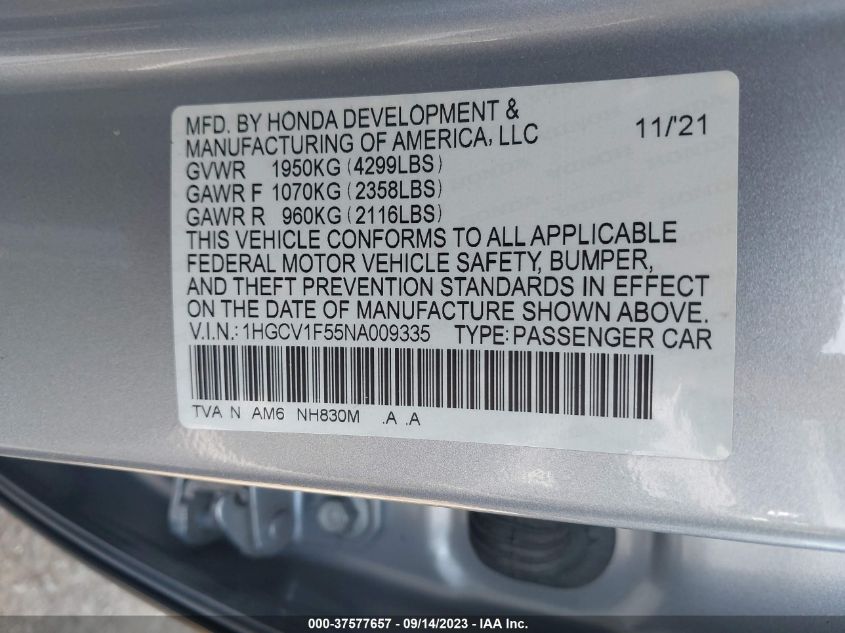 MFD. BY HONDA DEVELOPMENT &
MANUFACTURING OF AMERICA, LLC 11/'21
GVWR 1950KG (4299LBS)
GAWR F 1070KG (2358LBS)
GAWR R 960KG (2116LBS)
THIS VEHICLE CONFORMS TO ALL APPLICABLE
FEDERAL MOTOR VEHICLE SAFETY, BUMPER,
AND THEFT PREVENTION STANDARDS IN EFFECT
ON THE DATE OF MANUFACTURE SHOWN ABOVE.
V.I.N.: 1HGCV1F55NA009335 TYPE: PASSENGER CAR
TVA N AM6 NH830M .A .A
000-37577657 - 09/14/2023 - IAA Inc.